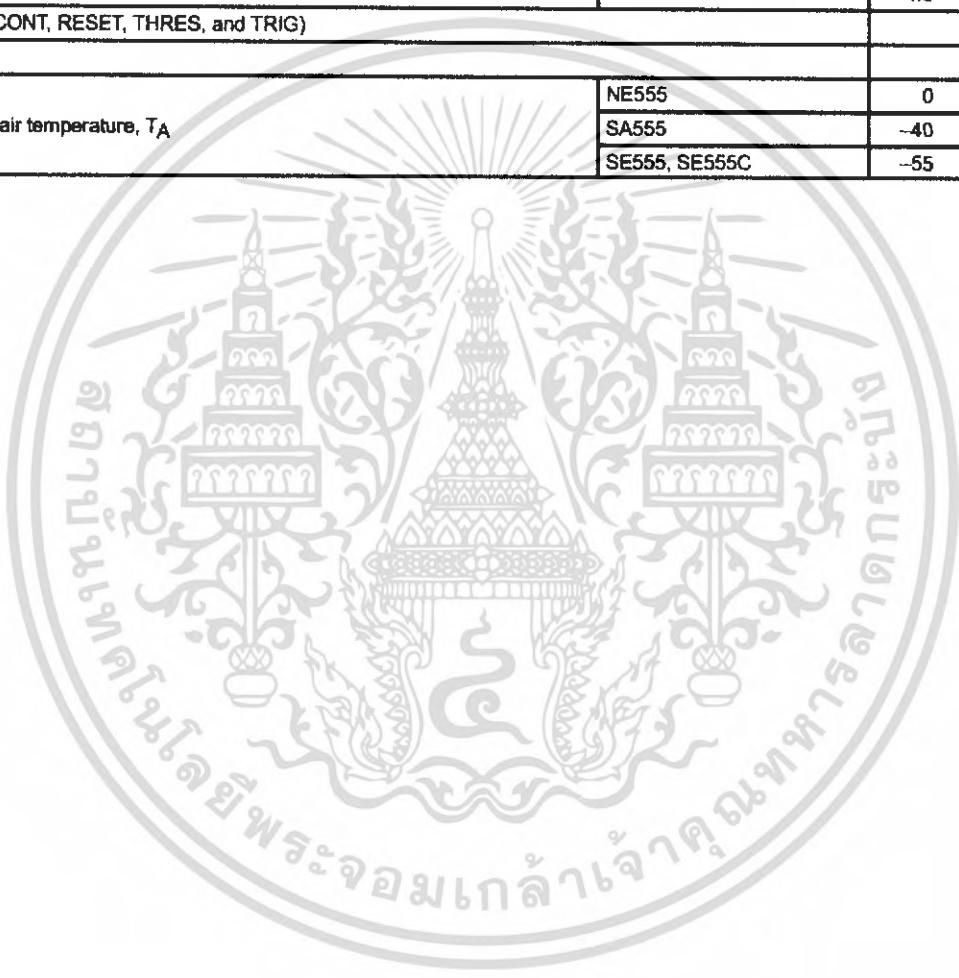 CONT, RESET, THRES, and TRIG)
NE555 0
air temperature, TA SA555 –40
SE555, SE555C –55
สถาบันเทคโนโลยีพระจอมเกล้าเจ้าคุณทหารลาดกระบัง